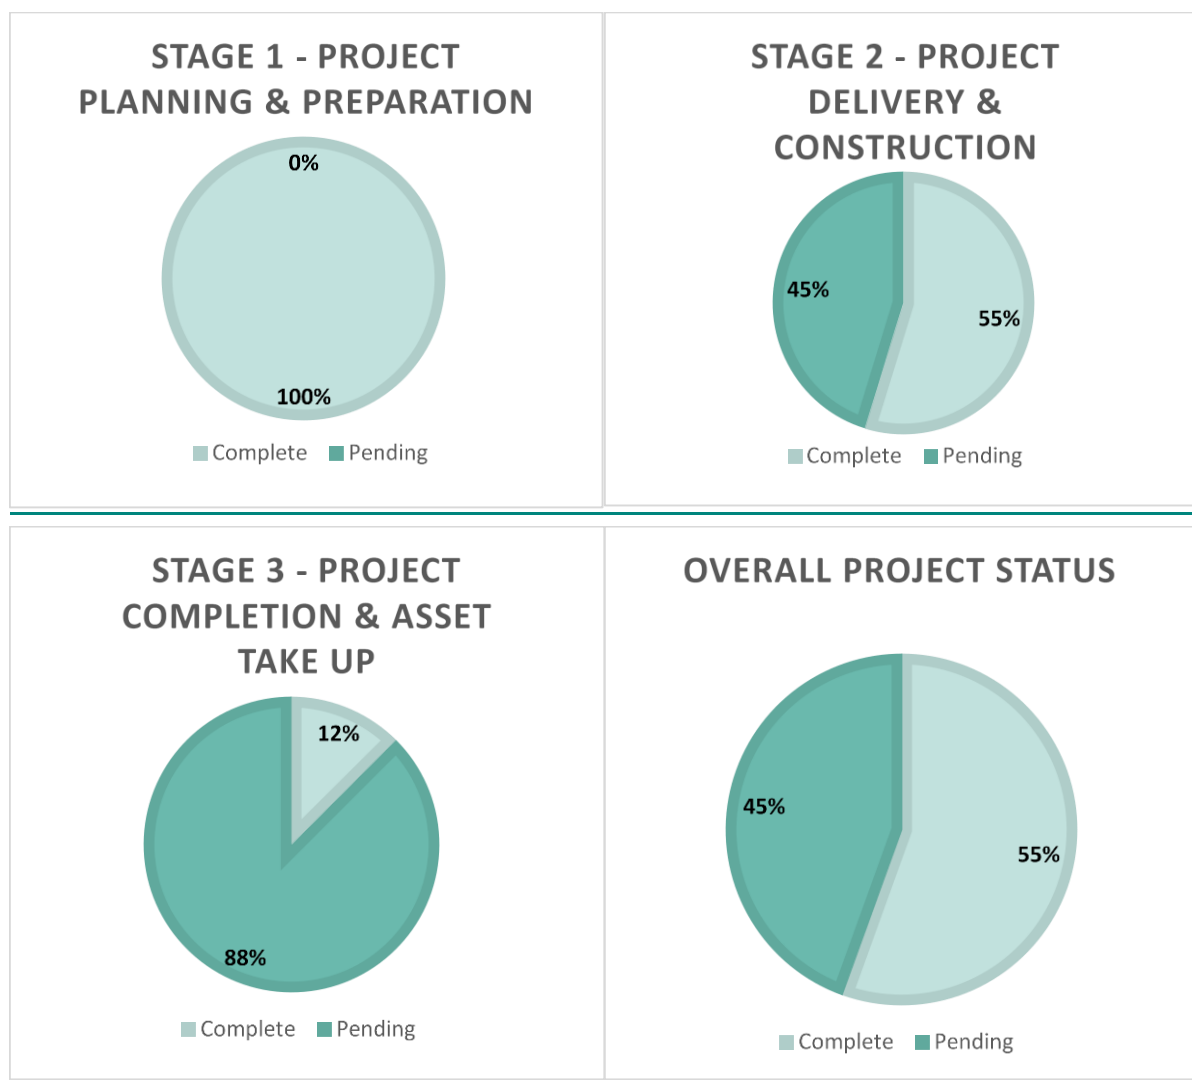 STAGE 1 - PROJECT
PLANNING & PREPARATION
0%
100%
Complete Pending
STAGE 2 - PROJECT
DELIVERY &
CONSTRUCTION
45%
55%
Complete Pending
STAGE 3 - PROJECT
COMPLETION & ASSET
TAKE UP
12%
88%
Complete Pending
OVERALL PROJECT STATUS
45%
55%
Complete Pending